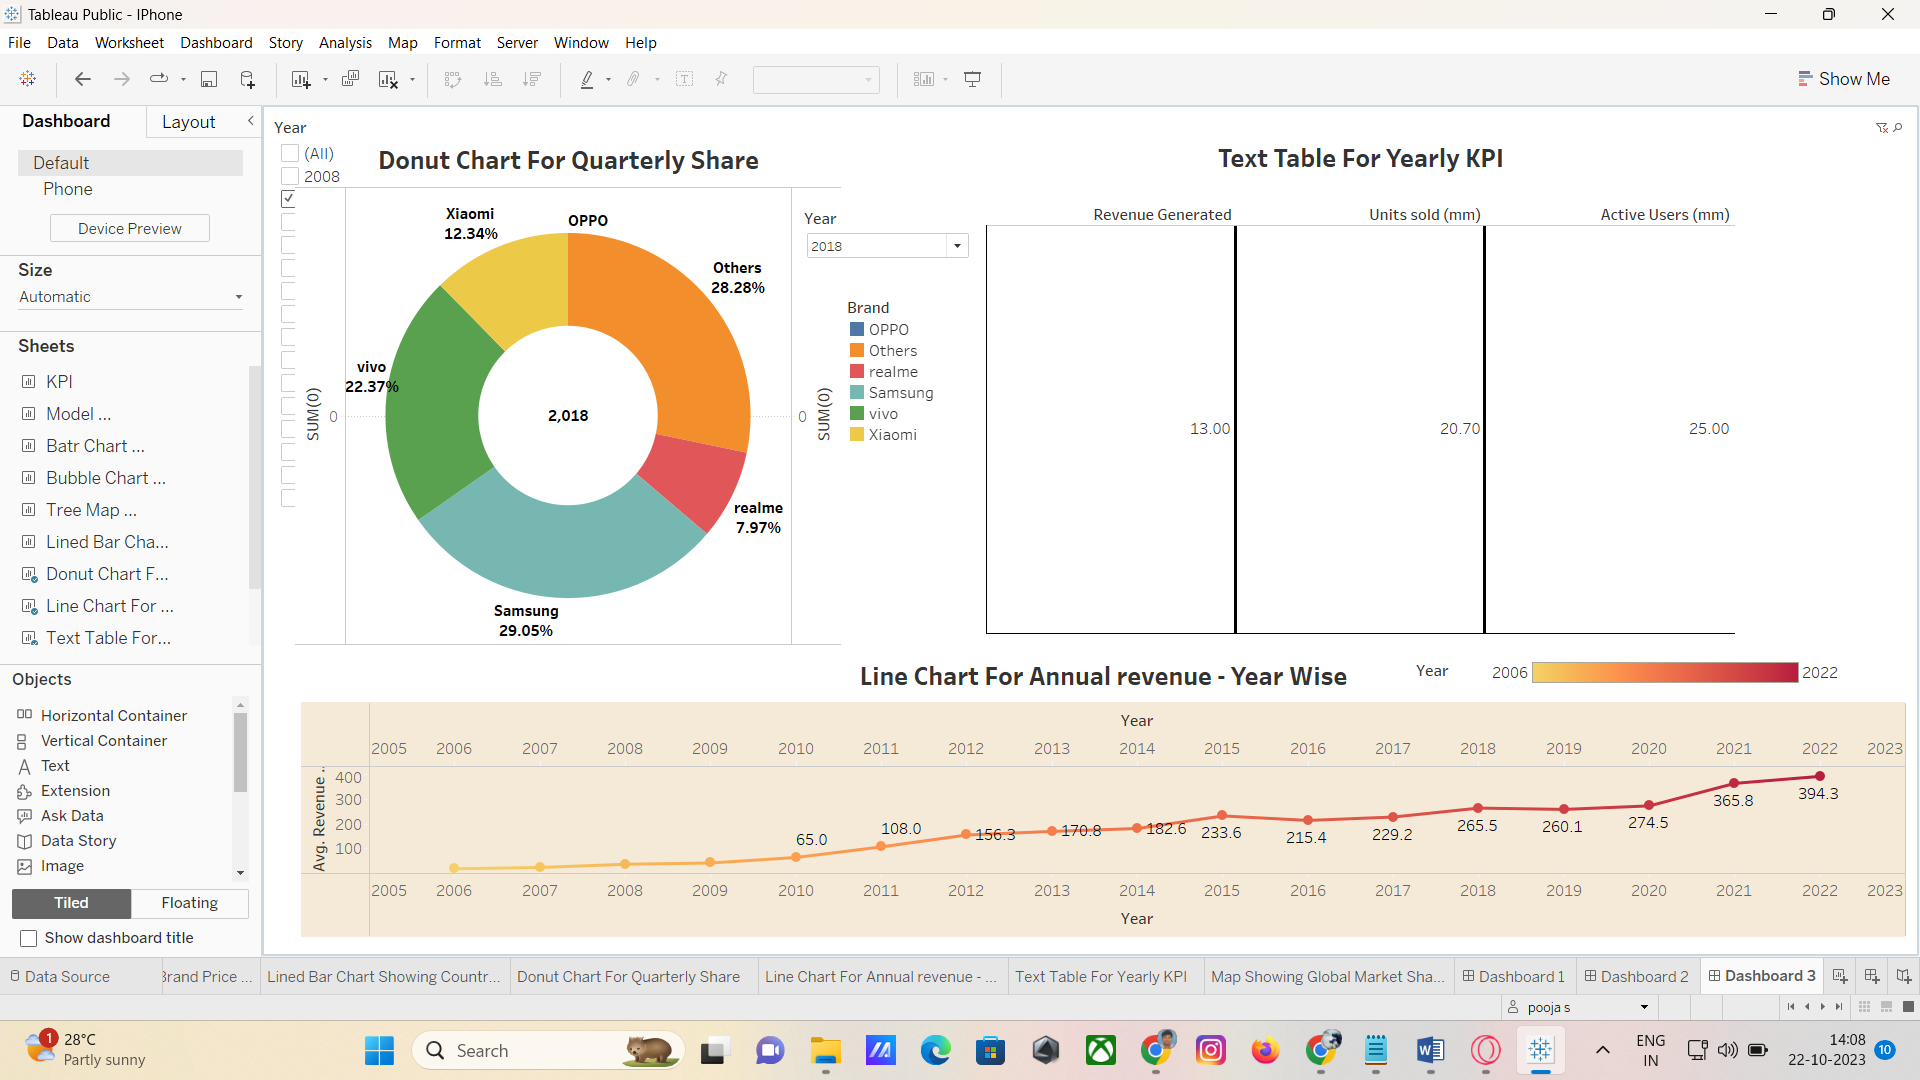 Tableau Public - IPhone
File Data Worksheet Dashboard Story Analysis Map Format Server Window Help
Show Me
Dashboard Layout
Default
Phone
Device Preview
Size
Automatic
Sheets
KPI
Model ...
Batr Chart ...
Bubble Chart ...
Tree Map ...
Lined Bar Cha...
Donut Chart F...
Line Chart For ...
Text Table For...
Objects
Horizontal Container
Vertical Container
Text
Extension
Ask Data
Data Story
Image
Tiled Floating
Show dashboard title
Year
(All)
2008
Donut Chart For Quarterly Share
Xiaomi
12.34%
OPPO
Others
28.28%
vivo
22.37%
2,018
realme
7.97%
Samsung
29.05%
SUM(0)
0
0
SUM(0)
Year
2018
Brand
OPPO
Others
realme
Samsung
vivo
Xiaomi
Text Table For Yearly KPI
Revenue Generated Units sold (mm) Active Users (mm)
13.00 20.70 25.00
Line Chart For Annual revenue - Year Wise
Year 2006 2022
Year
2005 2006 2007 2008 2009 2010 2011 2012 2013 2014 2015 2016 2017 2018 2019 2020 2021 2022 2023
Avg. Revenue ..
400
300
200
100
65.0 108.0 156.3 170.8 182.6 233.6 215.4 229.2 265.5 260.1 274.5 365.8 394.3
2005 2006 2007 2008 2009 2010 2011 2012 2013 2014 2015 2016 2017 2018 2019 2020 2021 2022 2023
Year
Data Source Brand Price ... Lined Bar Chart Showing Countr... Donut Chart For Quarterly Share Line Chart For Annual revenue - ... Text Table For Yearly KPI Map Showing Global Market Sha... Dashboard 1 Dashboard 2 Dashboard 3
pooja s
1
28°C
Partly sunny
Search
ENG
IN
14:08
22-10-2023
10